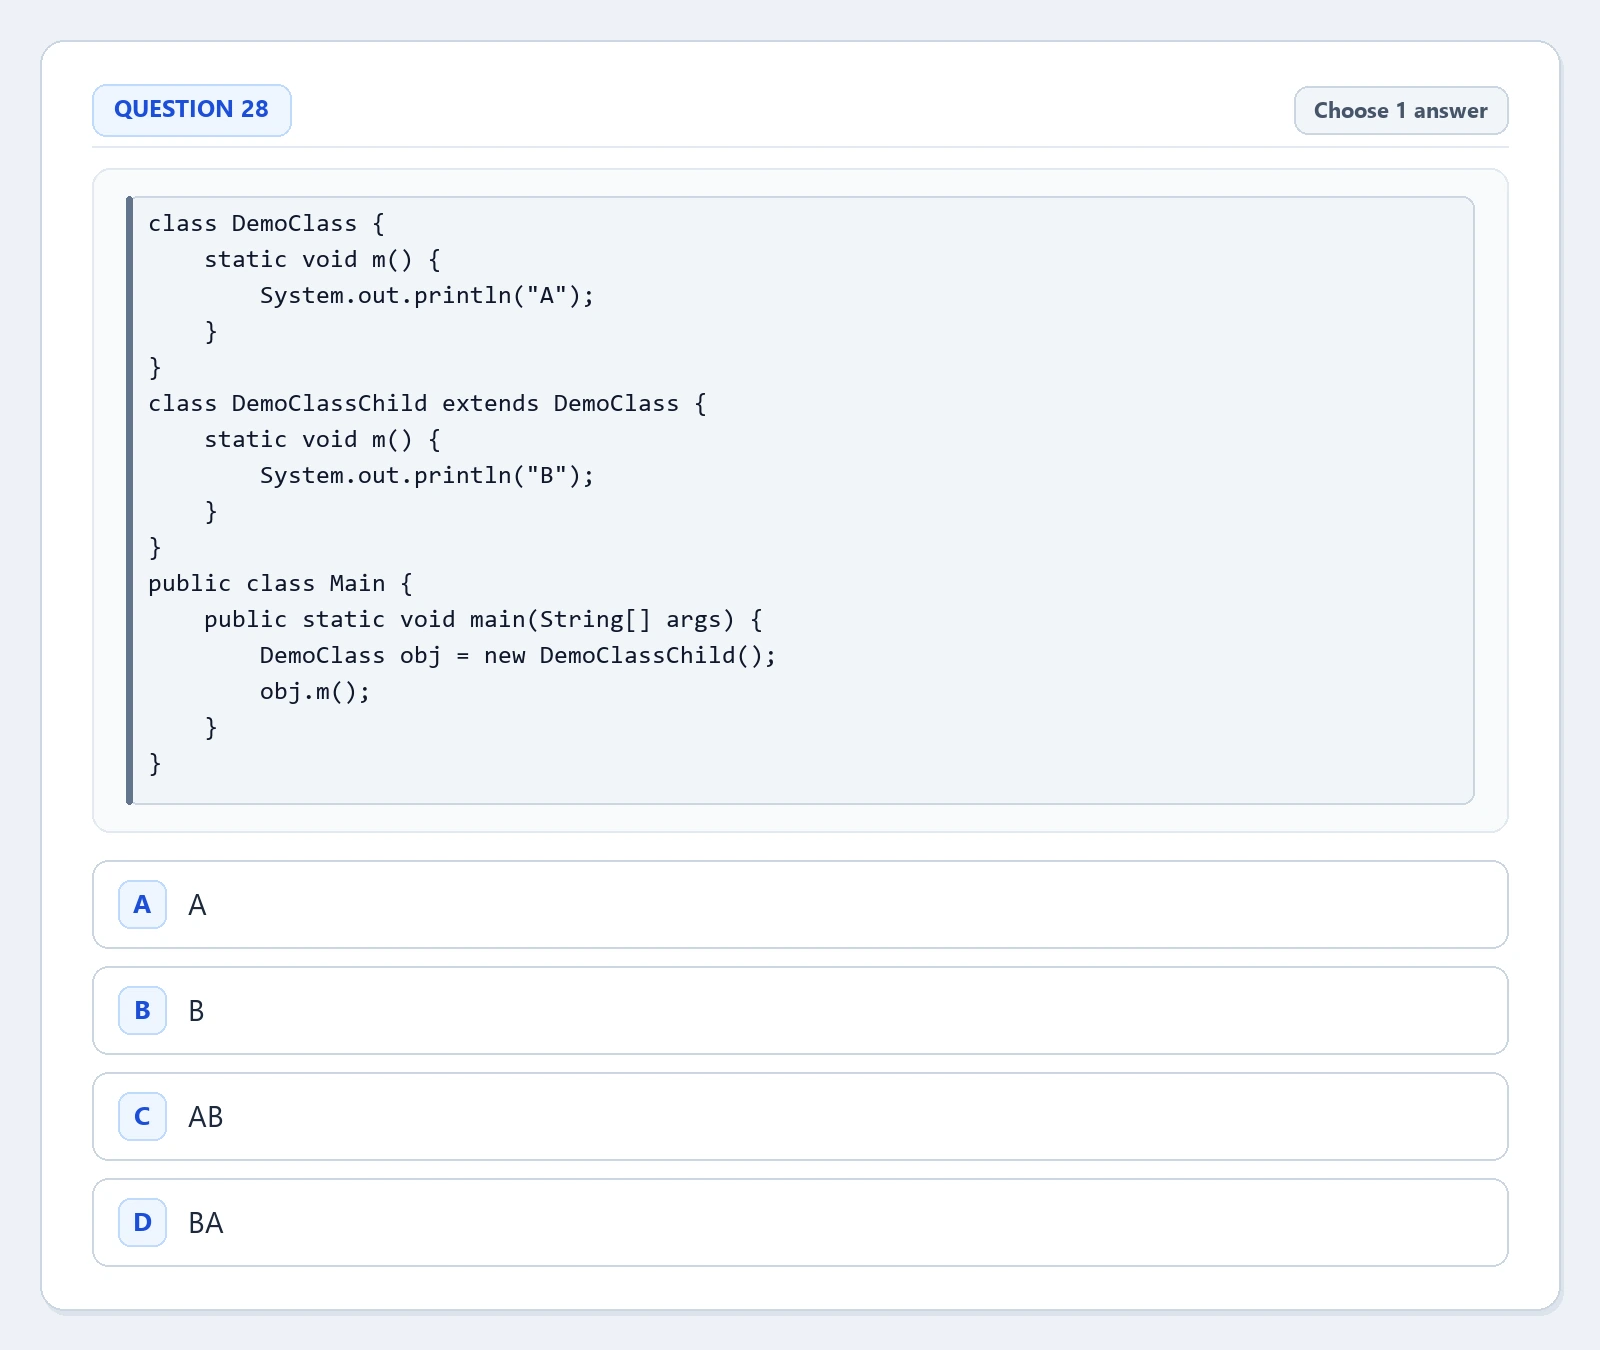 QUESTION 28
Choose 1 answer
class DemoClass {
    static void m() {
        System.out.println("A");
    }
}
class DemoClassChild extends DemoClass {
    static void m() {
        System.out.println("B");
    }
}
public class Main {
    public static void main(String[] args) {
        DemoClass obj = new DemoClassChild();
        obj.m();
    }
}
A A
B B
C AB
D BA